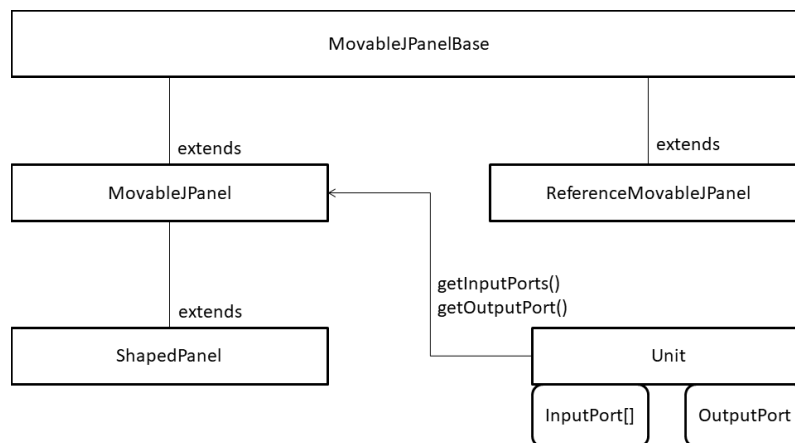 MovableJPanelBase
extends
extends
MovableJPanel
ReferenceMovableJPanel
getInputPorts()
getOutputPort()
extends
ShapedPanel
Unit
InputPort[]
OutputPort